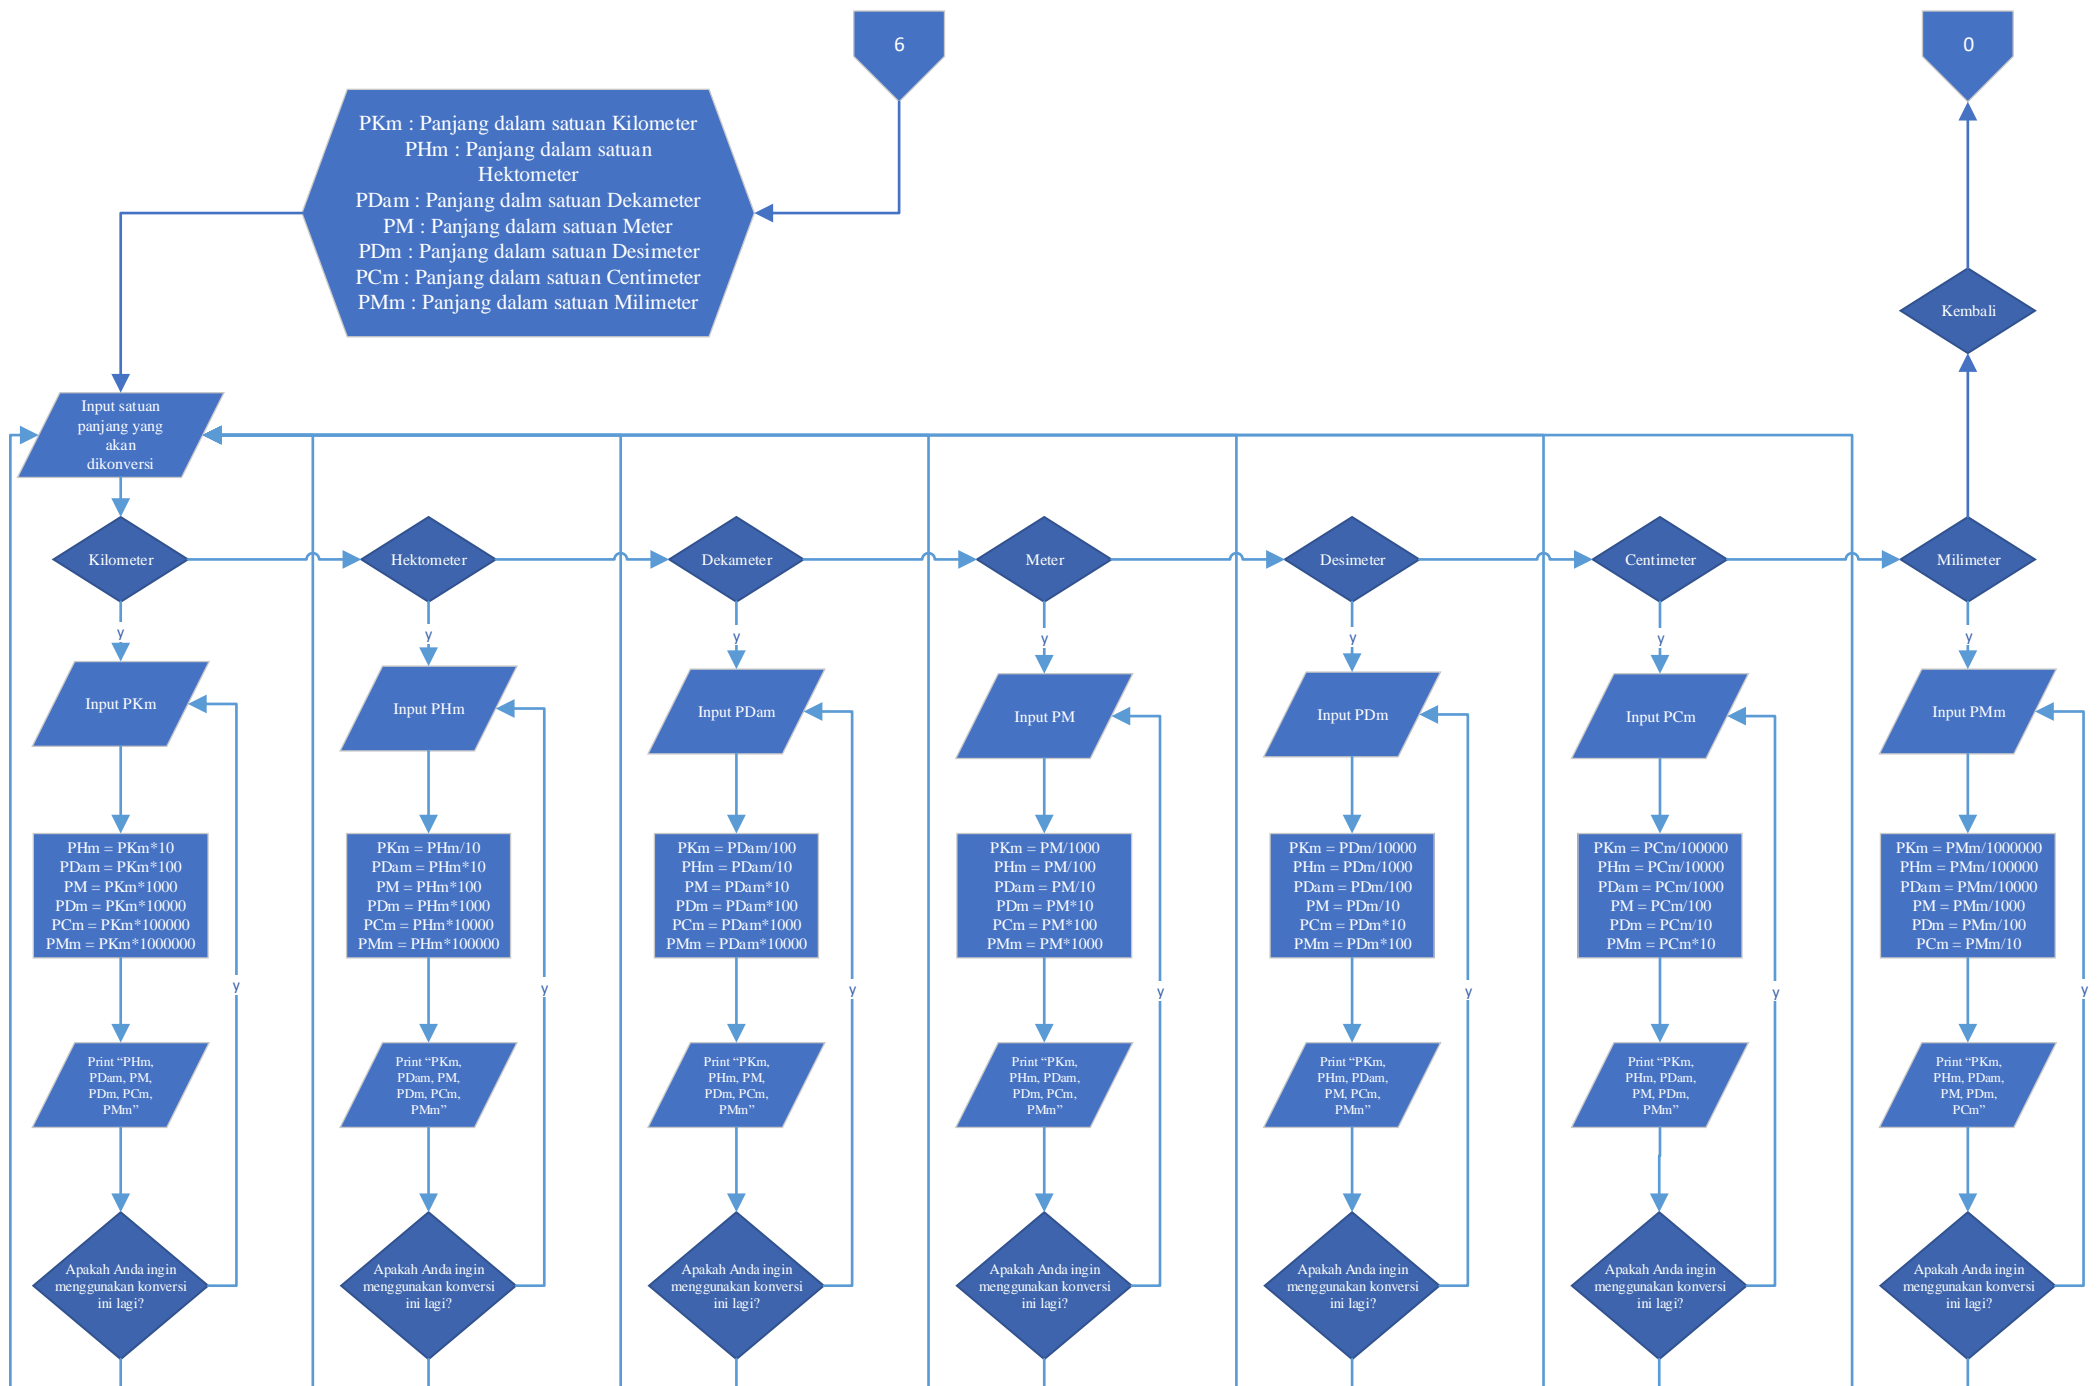 6
0
PKm : Panjang dalam satuan Kilometer
PHm : Panjang dalam satuan
Hektometer
PDam : Panjang dalm satuan Dekameter
PM : Panjang dalam satuan Meter
PDm : Panjang dalam satuan Desimeter
PCm : Panjang dalam satuan Centimeter
PMm : Panjang dalam satuan Milimeter
Kembali
Input satuan
panjang yang
akan
dikonversi
Kilometer
Hektometer
Dekameter
Meter
Desimeter
Centimeter
Milimeter
y
y
y
y
y
y
y
Input PKm
Input PHm
Input PDam
Input PM
Input PDm
Input PCm
Input PMm
PHm = PKm*10
PDam = PKm*100
PM = PKm*1000
PDm = PKm*10000
PCm = PKm*100000
PMm = PKm*1000000
PKm = PHm/10
PDam = PHm*10
PM = PHm*100
PDm = PHm*1000
PCm = PHm*10000
PMm = PHm*100000
PKm = PDam/100
PHm = PDam/10
PM = PDam*10
PDm = PDam*100
PCm = PDam*1000
PMm = PDam*10000
PKm = PM/1000
PHm = PM/100
PDam = PM/10
PDm = PM*10
PCm = PM*100
PMm = PM*1000
PKm = PDm/10000
PHm = PDm/1000
PDam = PDm/100
PM = PDm/10
PCm = PDm*10
PMm = PDm*100
PKm = PCm/100000
PHm = PCm/10000
PDam = PCm/1000
PM = PCm/100
PDm = PCm/10
PMm = PCm*10
PKm = PMm/1000000
PHm = PMm/100000
PDam = PMm/10000
PM = PMm/1000
PDm = PMm/100
PCm = PMm/10
y
y
y
y
y
y
y
Print “PHm,
PDam, PM,
PDm, PCm,
PMm”
Print “PKm,
PDam, PM,
PDm, PCm,
PMm”
Print “PKm,
PHm, PM,
PDm, PCm,
PMm”
Print “PKm,
PHm, PDam,
PDm, PCm,
PMm”
Print “PKm,
PHm, PDam,
PM, PCm,
PMm”
Print “PKm,
PHm, PDam,
PM, PDm,
PMm”
Print “PKm,
PHm, PDam,
PM, PDm,
PCm”
Apakah Anda ingin
menggunakan konversi
ini lagi?
Apakah Anda ingin
menggunakan konversi
ini lagi?
Apakah Anda ingin
menggunakan konversi
ini lagi?
Apakah Anda ingin
menggunakan konversi
ini lagi?
Apakah Anda ingin
menggunakan konversi
ini lagi?
Apakah Anda ingin
menggunakan konversi
ini lagi?
Apakah Anda ingin
menggunakan konversi
ini lagi?